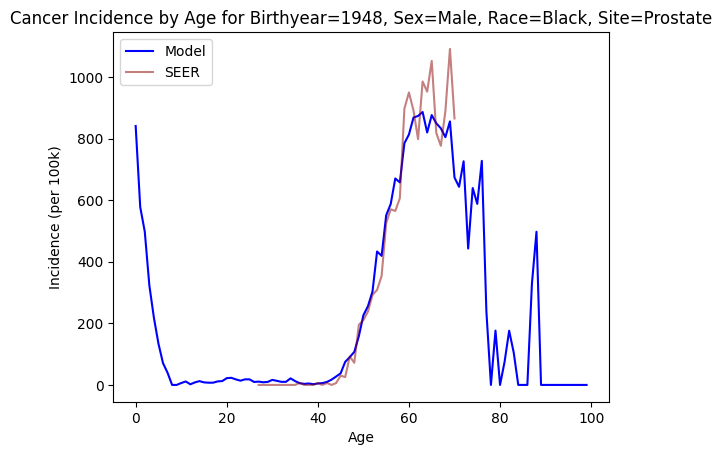 Cancer Incidence by Age for Birthyear=1948, Sex=Male, Race=Black, Site=Prostate
Model
SEER
Incidence (per 100k)
1000
800
600
400
200
0
0 20 40 60 80 100
Age